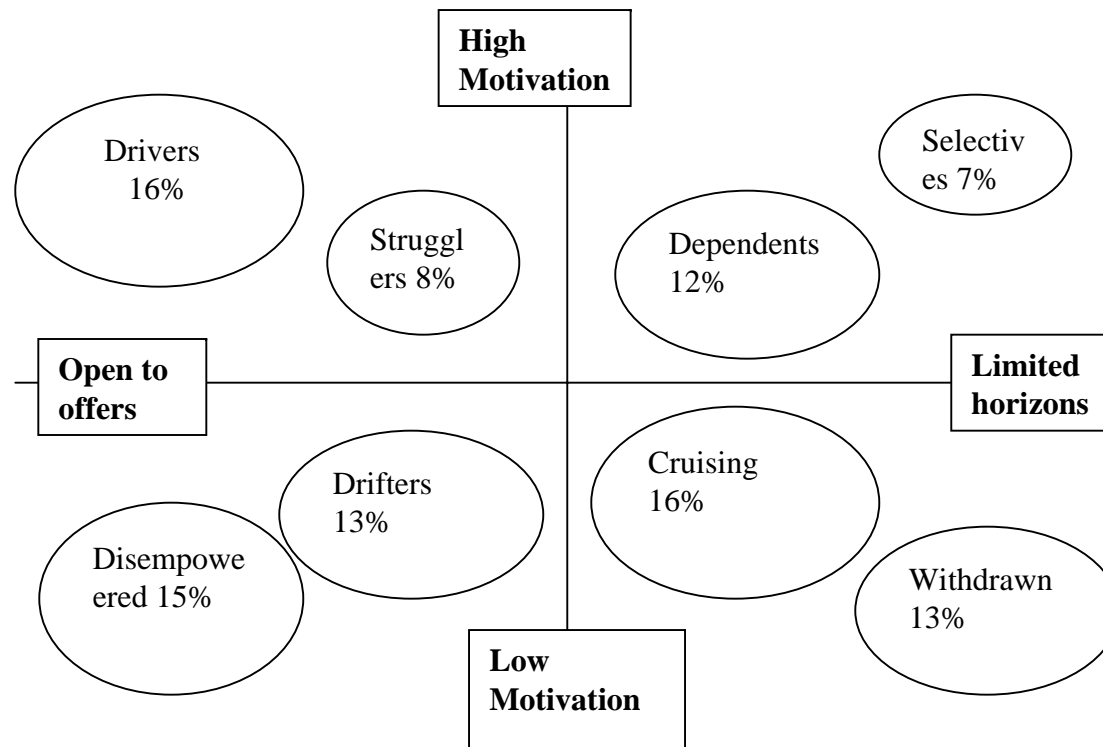 High
Motivation
Drivers
16%
Selectiv
es 7%
Struggl
ers 8%
Dependents
12%
Open to
offers
Limited
horizons
Drifters
13%
Cruising
16%
Disempowe
ered 15%
Withdrawn
13%
Low
Motivation